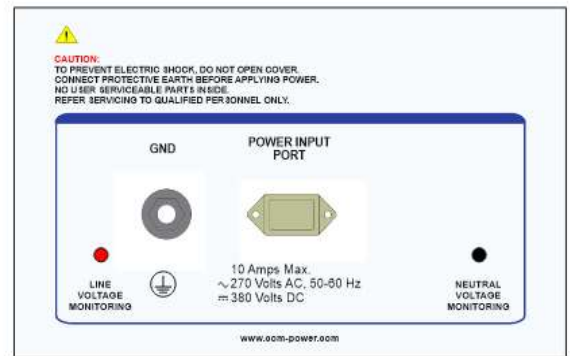 CAUTION:
TO PREVENT ELECTRIC SHOCK, DO NOT OPEN COVER.
CONNECT PROTECTIVE EARTH BEFORE APPLYING POWER.
NO USER SERVICEABLE PARTS INSIDE.
REFER SERVICING TO QUALIFIED PERSONNEL ONLY.
GND
POWER INPUT
PORT
10 Amps Max.
~ 270 Volts AC, 50-60 Hz
⎓ 380 Volts DC
LINE
VOLTAGE
MONITORING
NEUTRAL
VOLTAGE
MONITORING
www.com-power.com